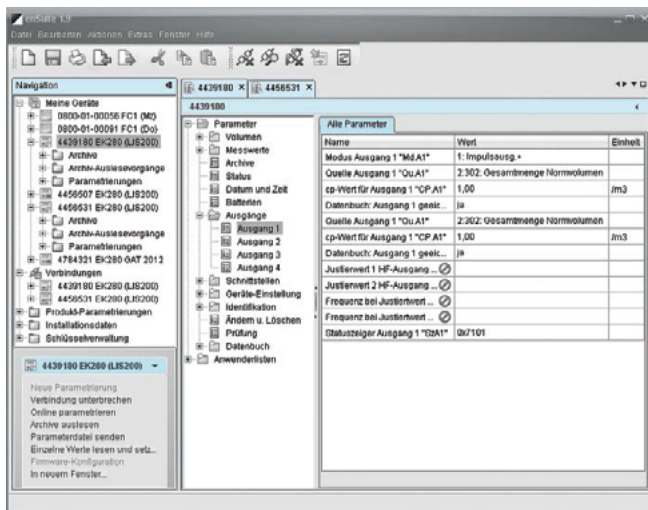 enSuite 1.9
Datei Bearbeiten Aktionen Extras Fenster Hilfe
Navigation
Meine Geräte
0800-01-00056 FC1 (Mz)
0800-01-00091 FC1 (Do)
4439180 EK280 (LIS200)
Archive
Archiv-Auslesevorgänge
Parametrierungen
4456507 EK280 (LIS200)
4456531 EK280 (LIS200)
Archive
Archiv-Auslesevorgänge
Parametrierungen
4784321 EK280 GAT 2012
Verbindungen
4439180 EK280 (LIS200)
4456531 EK280 (LIS200)
Produkt-Parametrierungen
Installationsdaten
Schlüsselverwaltung
4439180 EK280 (LIS200)
Neue Parametrierung
Verbindung unterbrechen
Online parametrieren
Archive auslesen
Parameterdatei senden
Einzelne Werte lesen und setz...
Firmware-Konfiguration
In neuem Fenster...
4439180 × 4456531 ×
4439180
Parameter
Volumen
Messwerte
Archive
Status
Datum und Zeit
Batterien
Ausgänge
Ausgang 1
Ausgang 2
Ausgang 3
Ausgang 4
Schnittstellen
Geräte-Einstellung
Identifikation
Ändern u. Löschen
Prüfung
Datenbuch
Anwenderlisten
Alle Parameter
Name Wert Einheit
Modus Ausgang 1 "Md.A1" 1: Impulsausg.+
Quelle Ausgang 1 "Qu.A1" 2:302: Gesamtmenge Normvolumen
cp-Wert für Ausgang 1 "CP.A1" 1,00 /m3
Datenbuch: Ausgang 1 geeic... ja
Quelle Ausgang 1 "Qu.A1" 2:302: Gesamtmenge Normvolumen
cp-Wert für Ausgang 1 "CP.A1" 1,00 /m3
Datenbuch: Ausgang 1 geeic... ja
Justierwert 1 HF-Ausgang ...
Justierwert 2 HF-Ausgang ...
Frequenz bei Justierwert ...
Frequenz bei Justierwert ...
Statuszeiger Ausgang 1 "SzA1" 0x7101